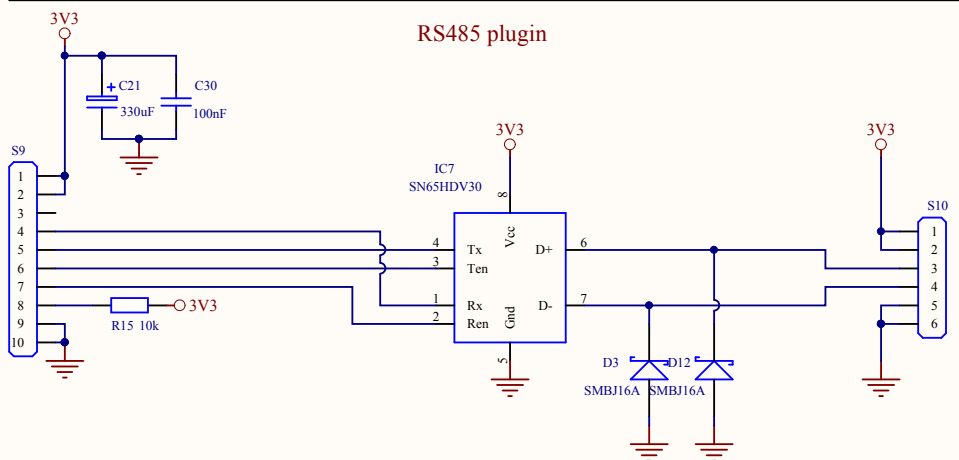 RS485 plugin
3V3
+ C21
330uF
C30
100nF
S9
1
2
3
4
5
6
7
8
9
10
R15 10k
3V3
3V3
IC7
SN65HDV30
8
Vcc
4 Tx
3 Ten
1 Rx
2 Ren
D+ 6
D- 7
Gnd
5
D3
SMBJ16A
D12
SMBJ16A
3V3
S10
1
2
3
4
5
6